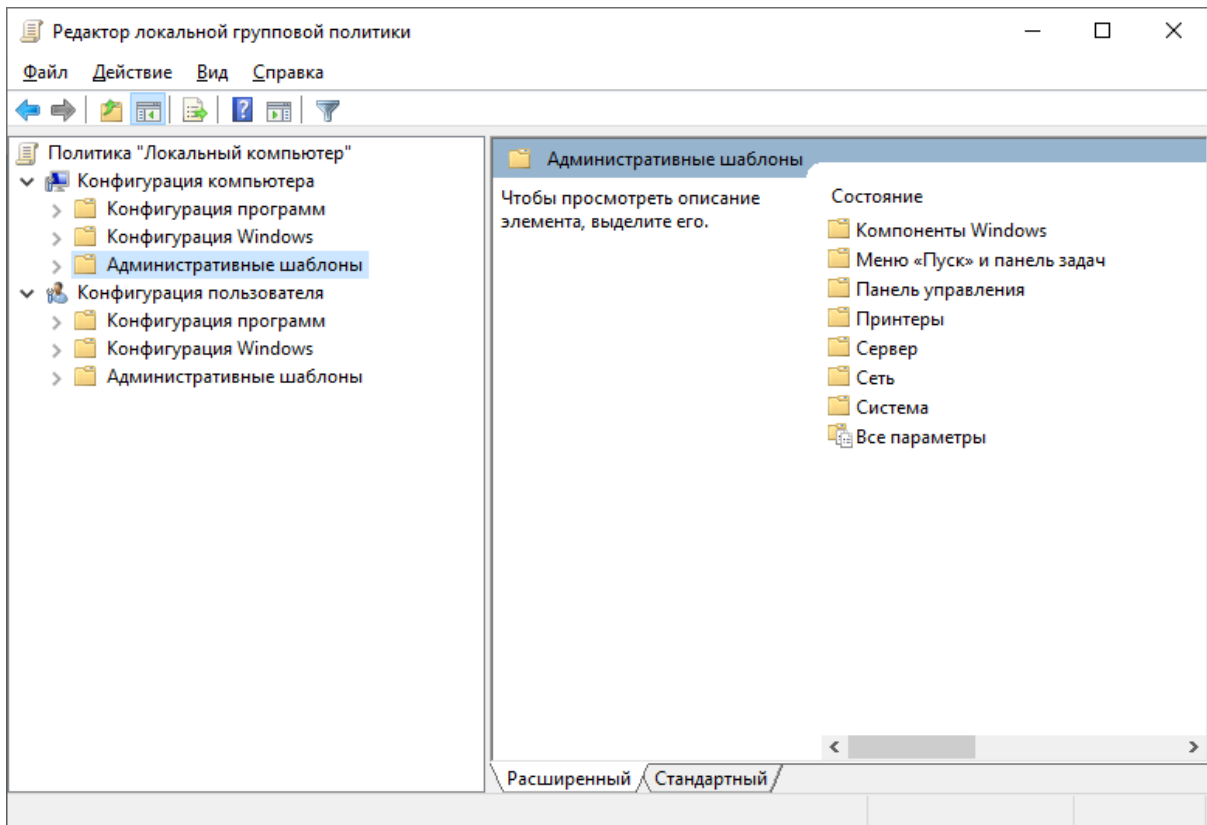 Редактор локальной групповой политики
Файл Действие Вид Справка
Политика "Локальный компьютер"
Конфигурация компьютера
Конфигурация программ
Конфигурация Windows
Административные шаблоны
Конфигурация пользователя
Конфигурация программ
Конфигурация Windows
Административные шаблоны
Административные шаблоны
Чтобы просмотреть описание
элемента, выделите его.
Состояние
Компоненты Windows
Меню «Пуск» и панель задач
Панель управления
Принтеры
Сервер
Сеть
Система
Все параметры
Расширенный Стандартный